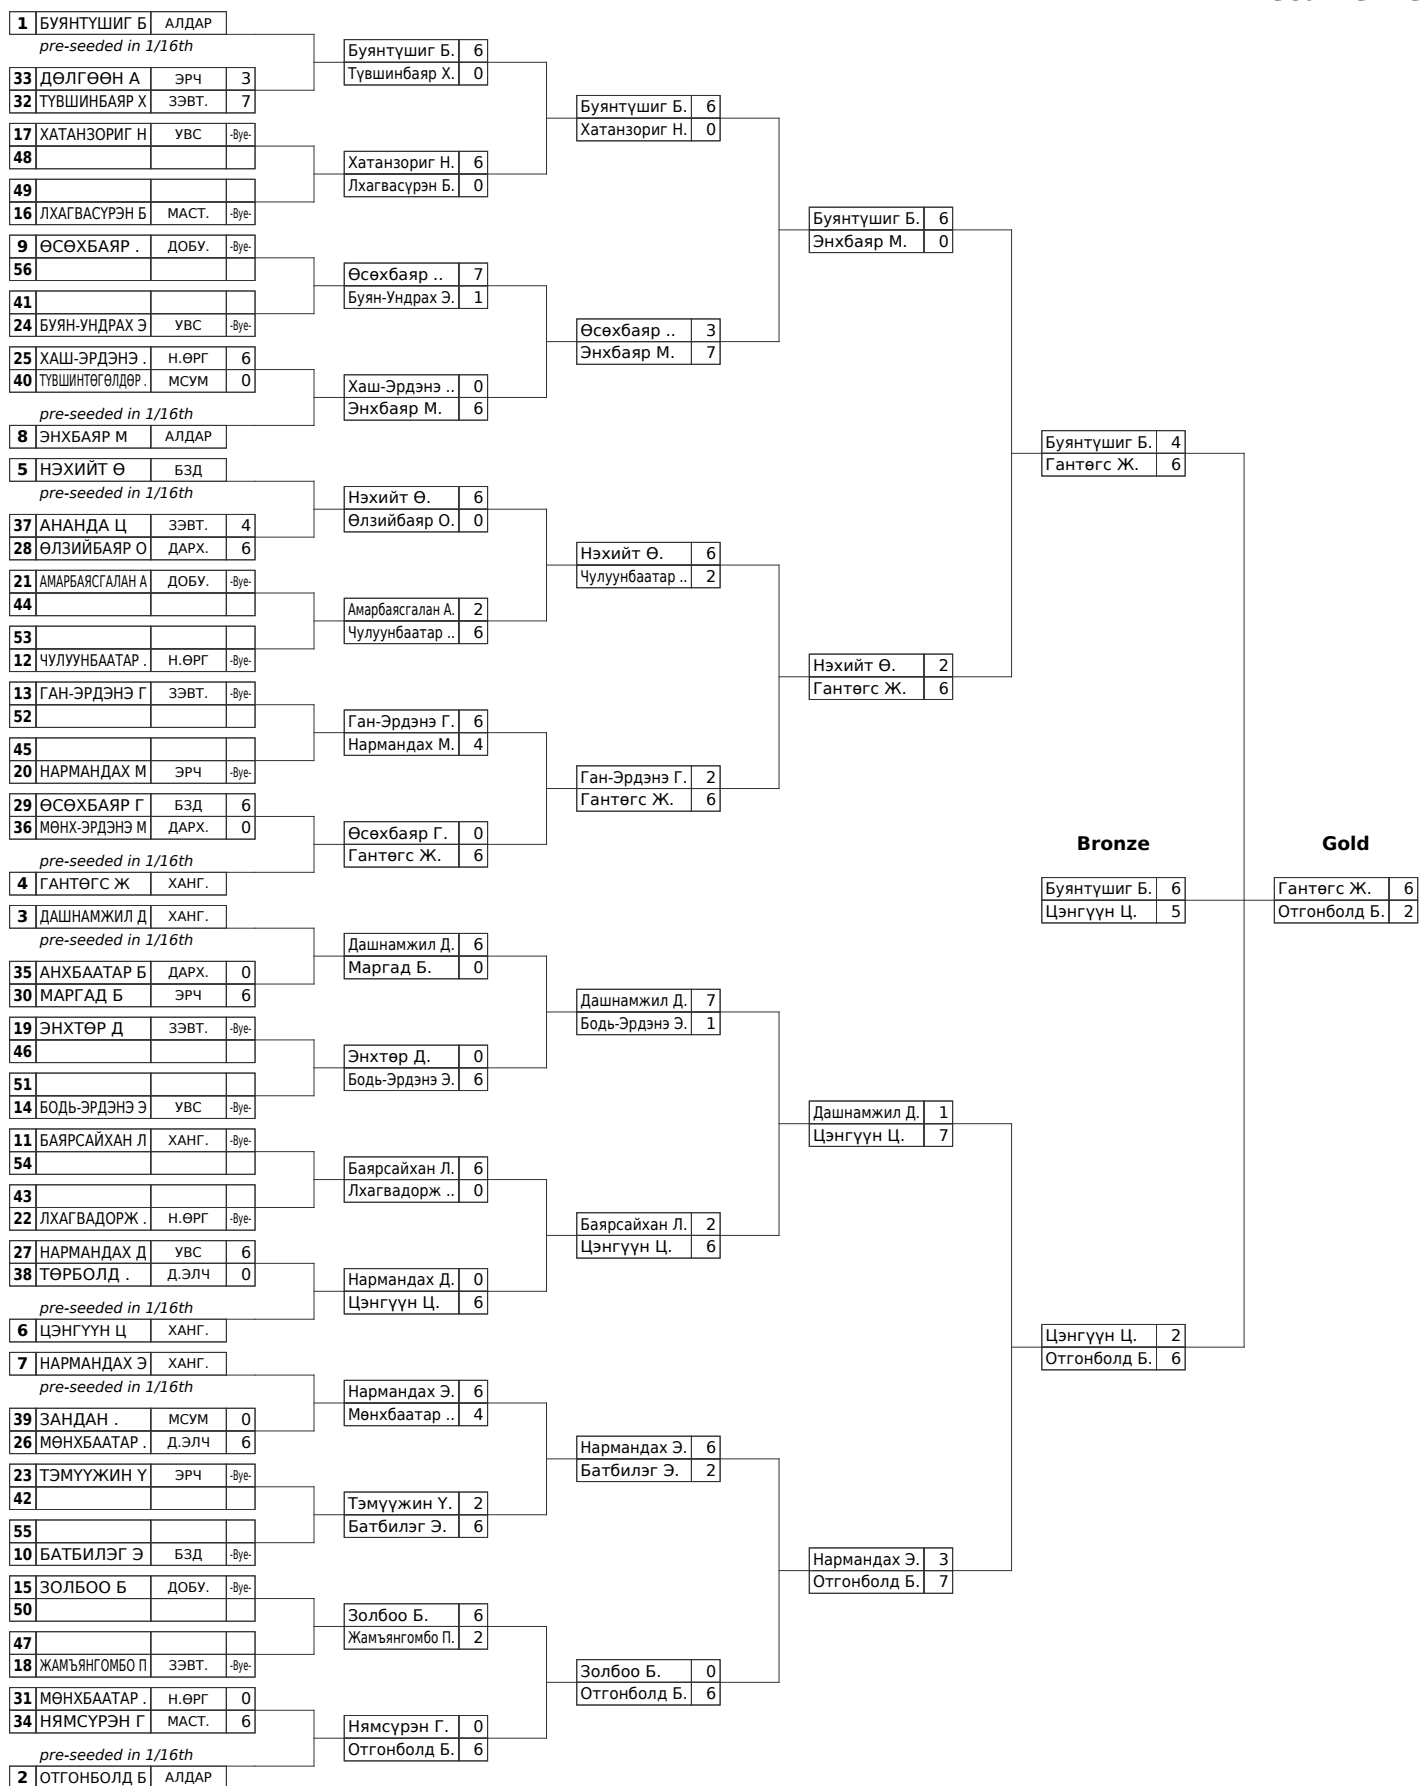 1 БУЯНТҮШИГ Б АЛДАР
pre-seeded in 1/16th
33 ДӨЛГӨӨН А ЭРЧ 3
32 ТҮВШИНБАЯР Х ЗЭВТ. 7
17 ХАТАНЗОРИГ Н УВС -Bye-
48
49
16 ЛХАГВАСҮРЭН Б МАСТ. -Bye-
9 ӨСӨХБАЯР . ДОБУ. -Bye-
56
41
24 БУЯН-УНДРАХ Э УВС -Bye-
25 ХАШ-ЭРДЭНЭ . Н.ӨРГ 6
40 ТҮВШИНТӨГӨЛДӨР . МСУМ 0
pre-seeded in 1/16th
8 ЭНХБАЯР М АЛДАР
5 НЭХИЙТ Ө БЗД
pre-seeded in 1/16th
37 АНАНДА Ц ЗЭВТ. 4
28 ӨЛЗИЙБАЯР О ДАРХ. 6
21 АМАРБАЯСГАЛАН А ДОБУ. -Bye-
44
53
12 ЧУЛУУНБААТАР . Н.ӨРГ -Bye-
13 ГАН-ЭРДЭНЭ Г ЗЭВТ. -Bye-
52
45
20 НАРМАНДАХ М ЭРЧ -Bye-
29 ӨСӨХБАЯР Г БЗД 6
36 МӨНХ-ЭРДЭНЭ М ДАРХ. 0
pre-seeded in 1/16th
4 ГАНТӨГС Ж ХАНГ.
3 ДАШНАМЖИЛ Д ХАНГ.
pre-seeded in 1/16th
35 АНХБААТАР Б ДАРХ. 0
30 МАРГАД Б ЭРЧ 6
19 ЭНХТӨР Д ЗЭВТ. -Bye-
46
51
14 БОДЬ-ЭРДЭНЭ Э УВС -Bye-
11 БАЯРСАЙХАН Л ХАНГ. -Bye-
54
43
22 ЛХАГВАДОРЖ . Н.ӨРГ -Bye-
27 НАРМАНДАХ Д УВС 6
38 ТӨРБОЛД . Д.ЭЛЧ 0
pre-seeded in 1/16th
6 ЦЭНГҮҮН Ц ХАНГ.
7 НАРМАНДАХ Э ХАНГ.
pre-seeded in 1/16th
39 ЗАНДАН . МСУМ 0
26 МӨНХБААТАР . Д.ЭЛЧ 6
23 ТЭМҮҮЖИН Ү ЭРЧ -Bye-
42
55
10 БАТБИЛЭГ Э БЗД -Bye-
15 ЗОЛБОО Б ДОБУ. -Bye-
50
47
18 ЖАМЪЯНГОМБО П ЗЭВТ. -Bye-
31 МӨНХБААТАР . Н.ӨРГ 0
34 НЯМСҮРЭН Г МАСТ. 6
pre-seeded in 1/16th
2 ОТГОНБОЛД Б АЛДАР
Буянтүшиг Б. 6
Түвшинбаяр Х. 0
Хатанзориг Н. 6
Лхагвасүрэн Б. 0
Өсөхбаяр .. 7
Буян-Ундрах Э. 1
Хаш-Эрдэнэ .. 0
Энхбаяр М. 6
Нэхийт Ө. 6
Өлзийбаяр О. 0
Амарбаясгалан А. 2
Чулуунбаатар .. 6
Ган-Эрдэнэ Г. 6
Нармандах М. 4
Өсөхбаяр Г. 0
Гантөгс Ж. 6
Дашнамжил Д. 6
Маргад Б. 0
Энхтөр Д. 0
Бодь-Эрдэнэ Э. 6
Баярсайхан Л. 6
Лхагвадорж .. 0
Нармандах Д. 0
Цэнгүүн Ц. 6
Нармандах Э. 6
Мөнхбаатар .. 4
Тэмүүжин Ү. 2
Батбилэг Э. 6
Золбоо Б. 6
Жамъянгомбо П. 2
Нямсүрэн Г. 0
Отгонболд Б. 6
Буянтүшиг Б. 6
Хатанзориг Н. 0
Өсөхбаяр .. 3
Энхбаяр М. 7
Нэхийт Ө. 6
Чулуунбаатар .. 2
Ган-Эрдэнэ Г. 2
Гантөгс Ж. 6
Дашнамжил Д. 7
Бодь-Эрдэнэ Э. 1
Баярсайхан Л. 2
Цэнгүүн Ц. 6
Нармандах Э. 6
Батбилэг Э. 2
Золбоо Б. 0
Отгонболд Б. 6
Буянтүшиг Б. 6
Энхбаяр М. 0
Нэхийт Ө. 2
Гантөгс Ж. 6
Дашнамжил Д. 1
Цэнгүүн Ц. 7
Нармандах Э. 3
Отгонболд Б. 7
Буянтүшиг Б. 4
Гантөгс Ж. 6
Цэнгүүн Ц. 2
Отгонболд Б. 6
Bronze
Буянтүшиг Б. 6
Цэнгүүн Ц. 5
Gold
Гантөгс Ж. 6
Отгонболд Б. 2